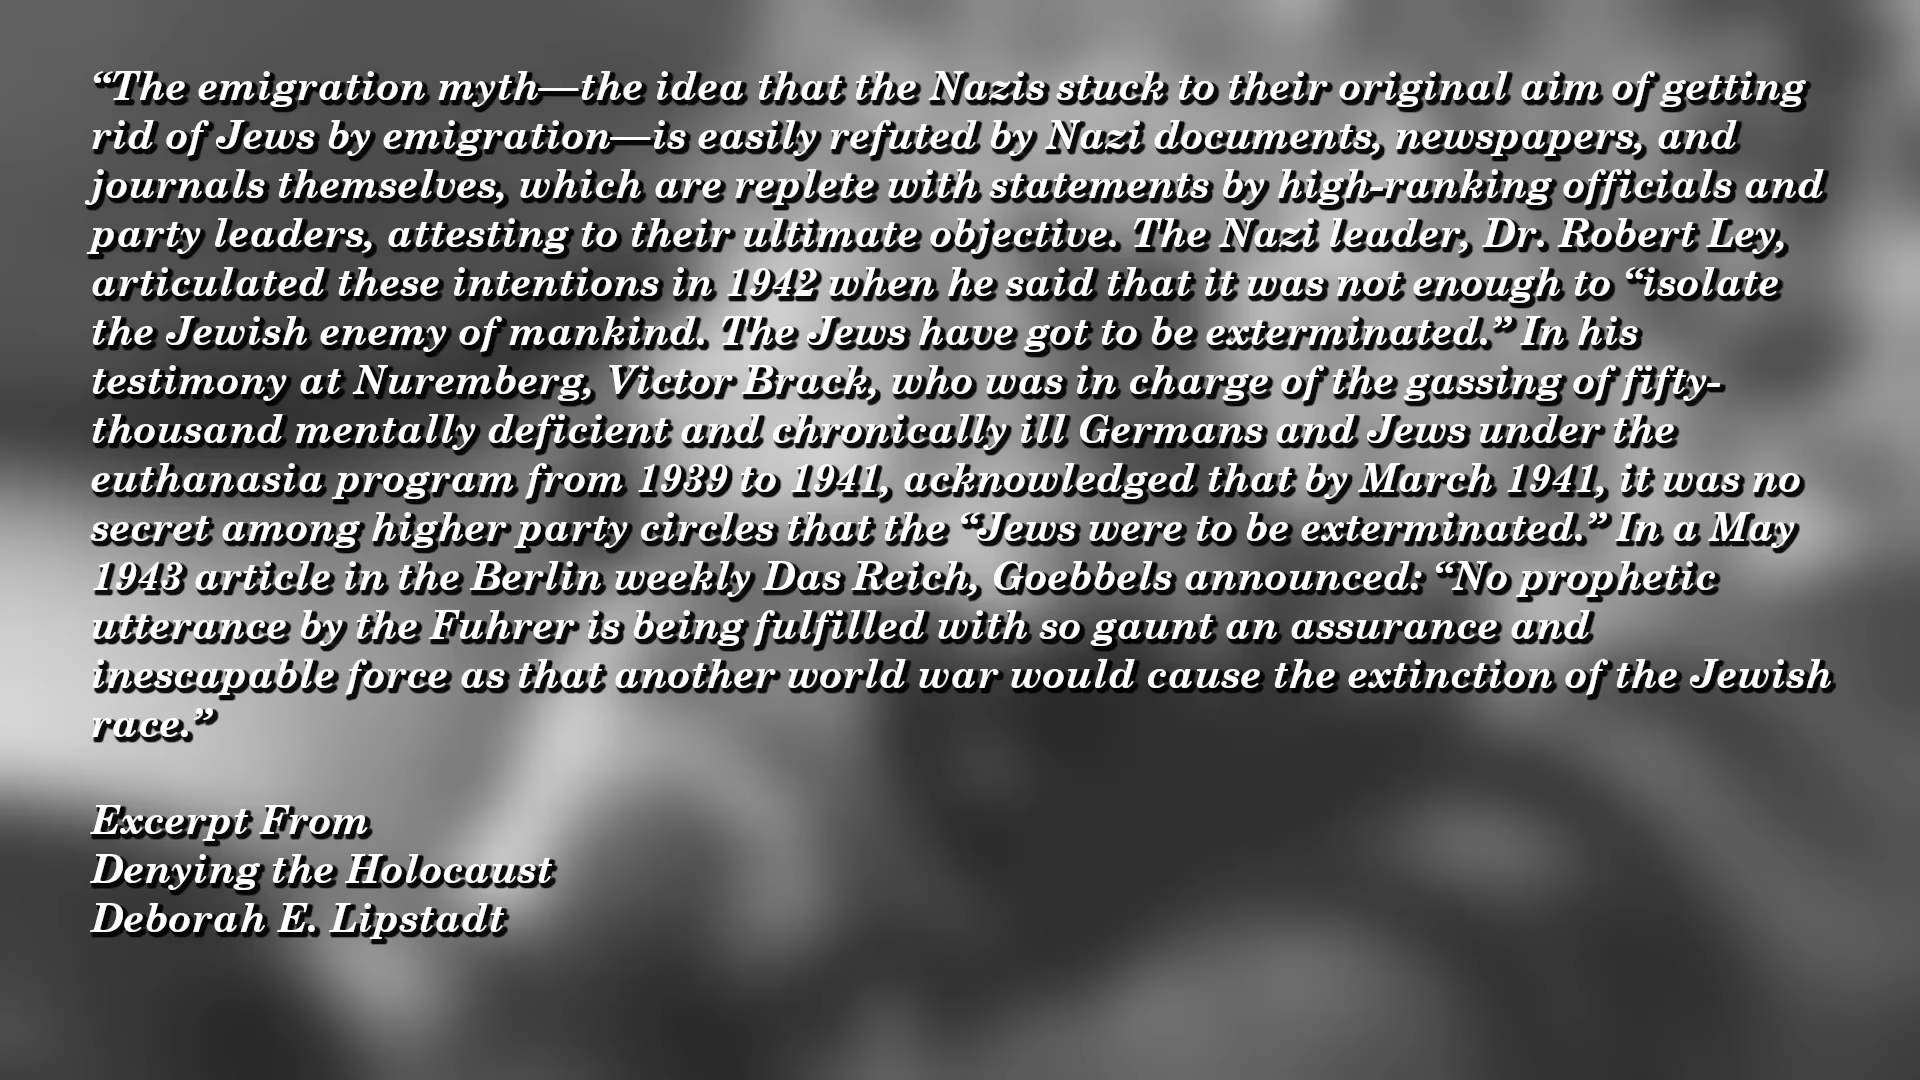 “The emigration myth—the idea that the Nazis stuck to their original aim of getting
rid of Jews by emigration—is easily refuted by Nazi documents, newspapers, and
journals themselves, which are replete with statements by high-ranking officials and
party leaders, attesting to their ultimate objective. The Nazi leader, Dr. Robert Ley,
articulated these intentions in 1942 when he said that it was not enough to “isolate
the Jewish enemy of mankind. The Jews have got to be exterminated.” In his
testimony at Nuremberg, Victor Brack, who was in charge of the gassing of fifty-
thousand mentally deficient and chronically ill Germans and Jews under the
euthanasia program from 1939 to 1941, acknowledged that by March 1941, it was no
secret among higher party circles that the “Jews were to be exterminated.” In a May
1943 article in the Berlin weekly Das Reich, Goebbels announced: “No prophetic
utterance by the Fuhrer is being fulfilled with so gaunt an assurance and
inescapable force as that another world war would cause the extinction of the Jewish
race.”
Excerpt From
Denying the Holocaust
Deborah E. Lipstadt